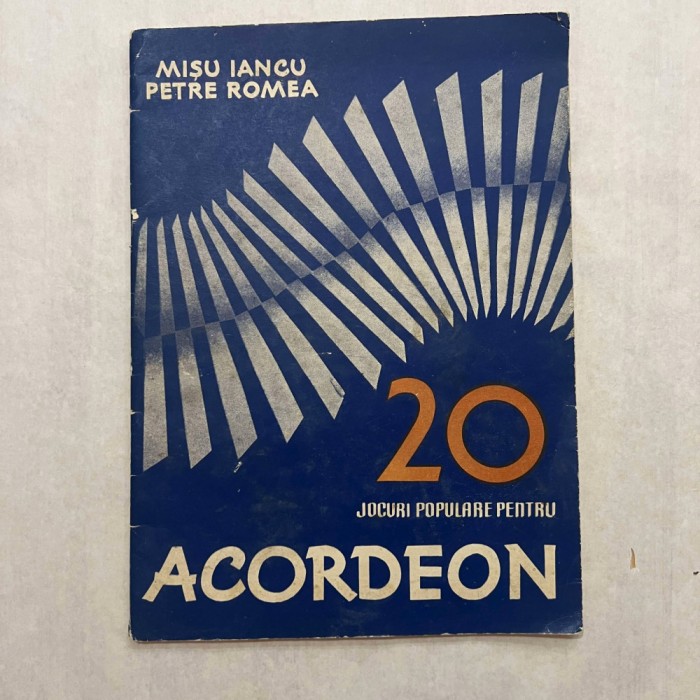 MIȘU IANCU
PETRE ROMEA
20
JOCURI POPULARE PENTRU
ACORDEON